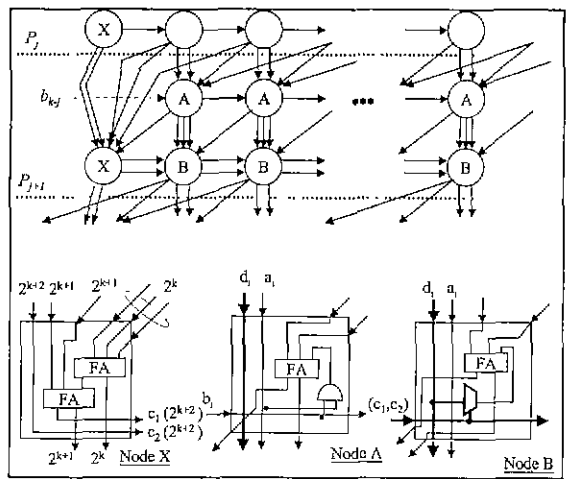 P_j
X
b_{k-j}
A
A
•••
A
X
B
B
B
P_{j+1}
2^{k+2} 2^{k+1} 2^{k+1} 2^k
FA
FA
c_1(2^{k+2})
c_2(2^{k+2})
2^{k+1} 2^k
Node X
d_i a_i
FA
b_j
Node A
d_i a_i
FA
(c_1,c_2)
Node B